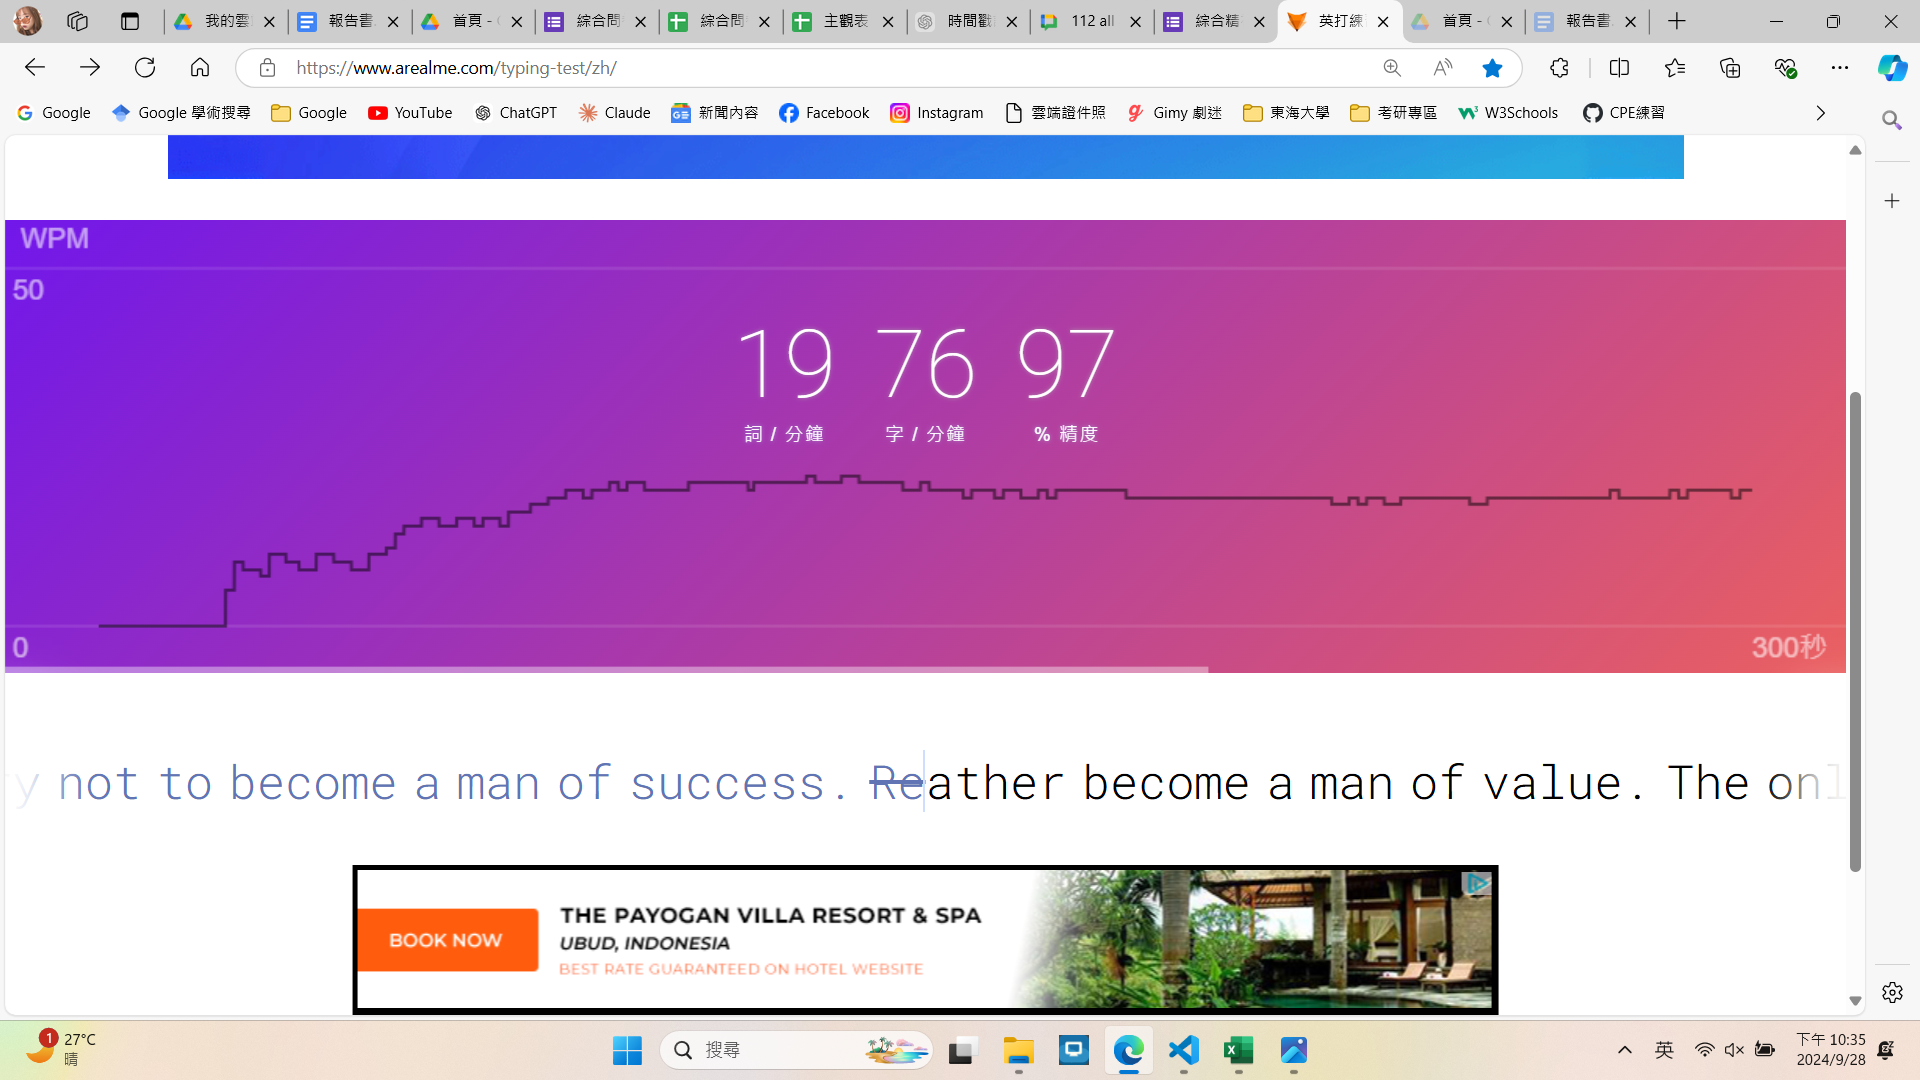 我的雲
報告書
首頁 - 
綜合問
綜合問
主觀表
時間戳
112 all
綜合精
英打練
首頁 - 
報告書
https://www.arealme.com/typing-test/zh/
Google
Google 學術搜尋
Google
YouTube
ChatGPT
Claude
新聞內容
Facebook
Instagram
雲端證件照
Gimy 劇迷
東海大學
考研專區
W3Schools
CPE練習
WPM
50
19 76 97
詞 / 分鐘 字 / 分鐘 % 精度
0
300秒
y not to become a man of success. Reather become a man of value. The onl
BOOK NOW
THE PAYOGAN VILLA RESORT & SPA
UBUD, INDONESIA
BEST RATE GUARANTEED ON HOTEL WEBSITE
1
27°C
晴
搜尋
英
下午 10:35
2024/9/28